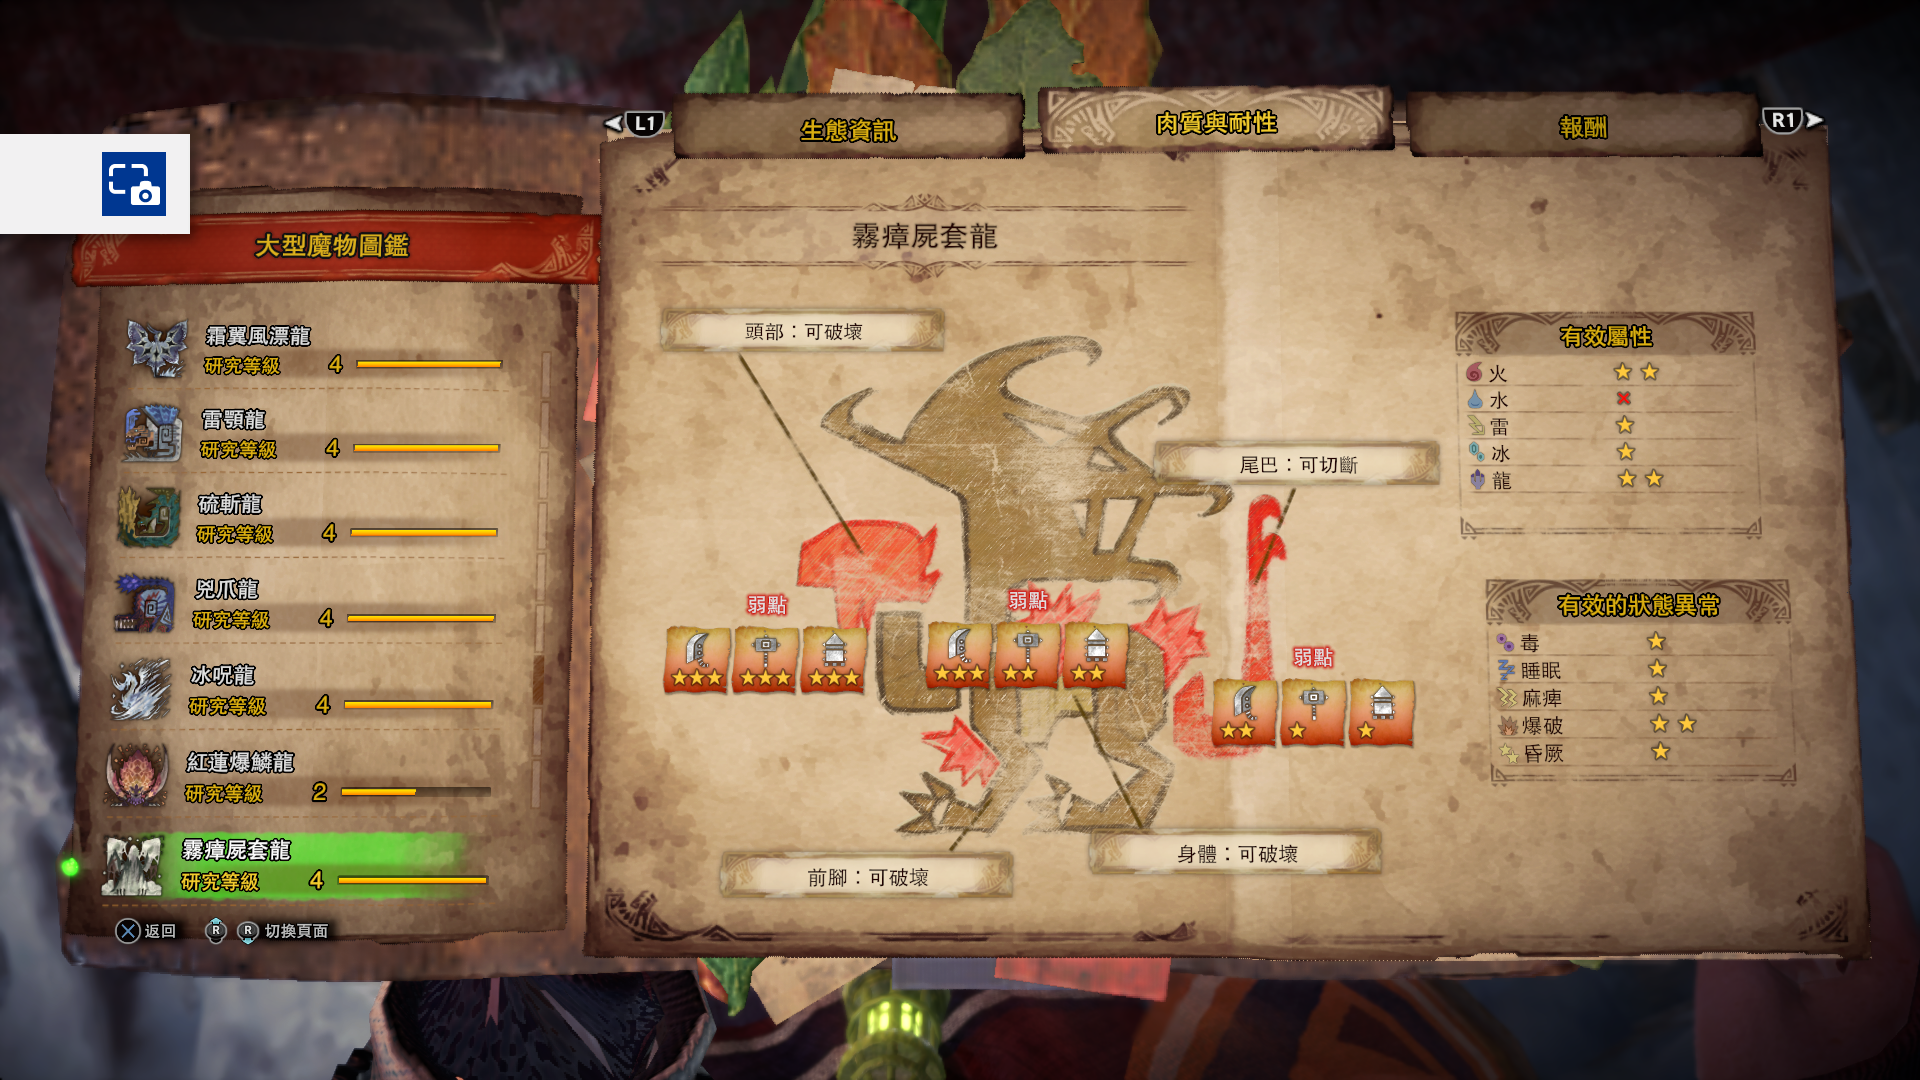 L1
生態資訊
肉質與耐性
報酬
R1
大型魔物圖鑑
霜翼風漂龍
研究等級 4
雷顎龍
研究等級 4
硫斬龍
研究等級 4
兇爪龍
研究等級 4
冰呪龍
研究等級 4
紅蓮爆鱗龍
研究等級 2
霧瘴屍套龍
研究等級 4
返回
R
R
切換頁面
霧瘴屍套龍
頭部：可破壞
尾巴：可切斷
弱點
弱點
弱點
前腳：可破壞
身體：可破壞
有效屬性
火
水
雷
冰
龍
有效的狀態異常
毒
睡眠
麻痺
爆破
昏厥